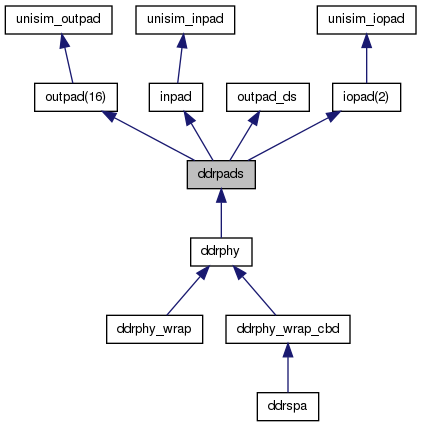 unisim_outpad
unisim_inpad
unisim_iopad
outpad(16)
inpad
outpad_ds
iopad(2)
ddrpads
ddrphy
ddrphy_wrap
ddrphy_wrap_cbd
ddrspa